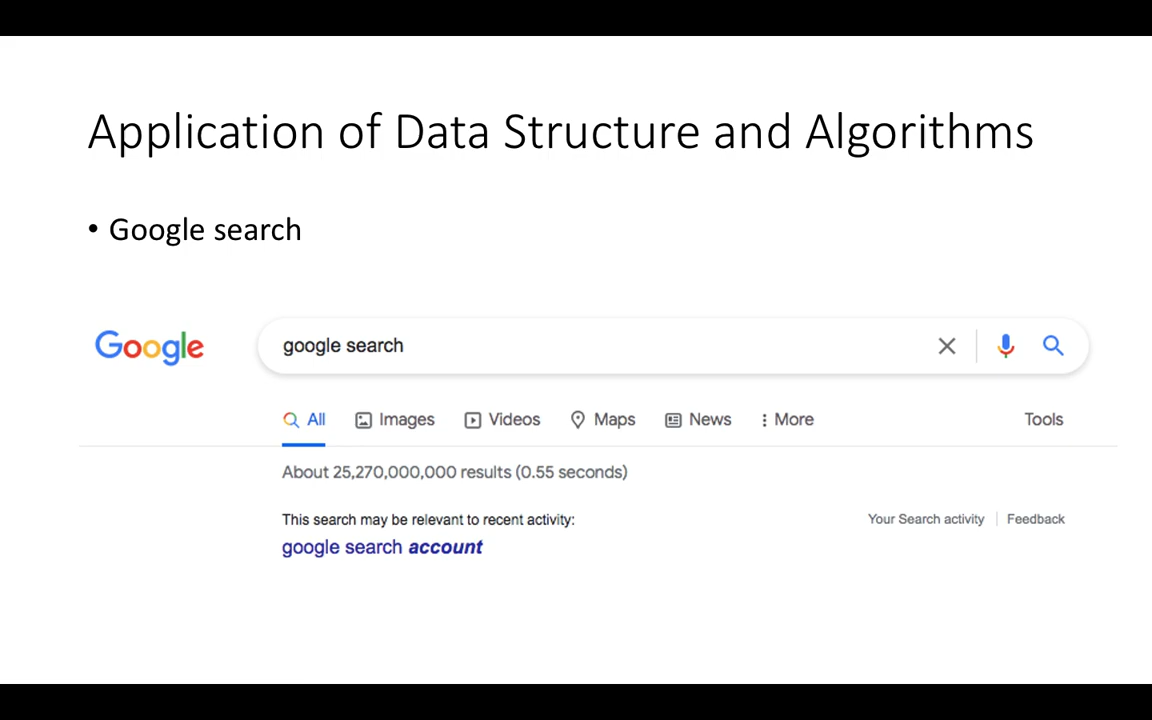 Application of Data Structure and Algorithms
• Google search
Google google search
All Images Videos Maps News More Tools
About 25,270,000,000 results (0.55 seconds)
This search may be relevant to recent activity: Your Search activity Feedback
google search account